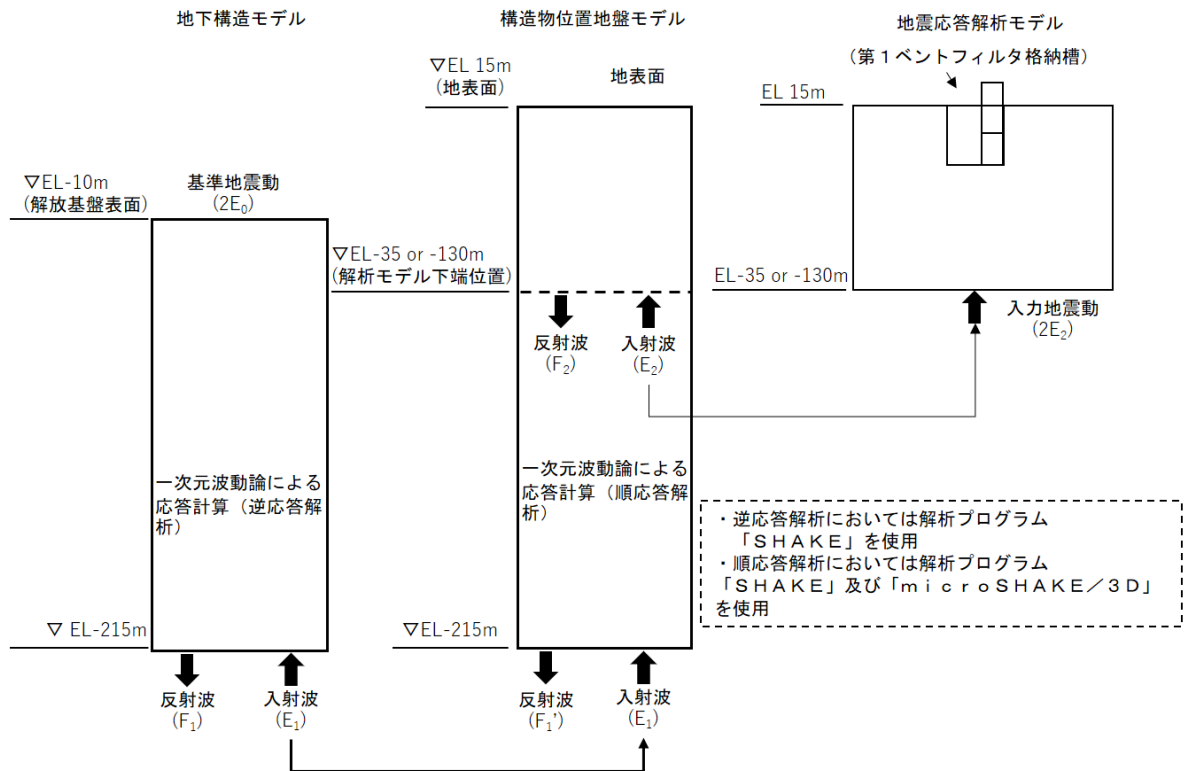 地下構造モデル
▽EL-10m
(解放基盤表面)
基準地震動
(2E₀)
一次元波動論による
応答計算（逆応答解
析）
▽ EL-215m
反射波
(F₁)
入射波
(E₁)
構造物位置地盤モデル
▽EL 15m
(地表面)
地表面
▽EL-35 or -130m
(解析モデル下端位置)
反射波
(F₂)
入射波
(E₂)
一次元波動論による
応答計算（順応答解
析）
▽EL-215m
反射波
(F₁’)
入射波
(E₁)
地震応答解析モデル
（第１ベントフィルタ格納槽）
EL 15m
EL-35 or -130m
入力地震動
(2E₂)
・逆応答解析においては解析プログラム
「ＳＨＡＫＥ」を使用
・順応答解析においては解析プログラム
「SHAKE」及び「ｍｉｃｒｏSHAKE／３Ｄ」
を使用